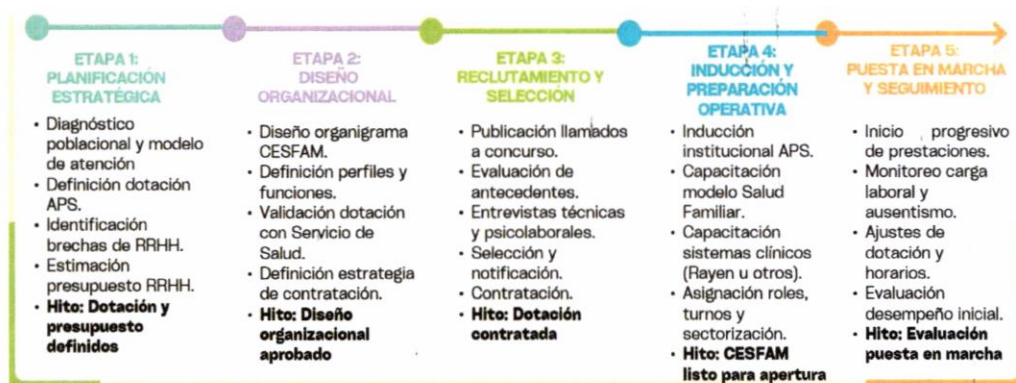 ETAPA 1:
PLANIFICACIÓN
ESTRATÉGICA
• Diagnóstico
poblacional y modelo
de atención
• Definición dotación
APS.
• Identificación
brechas de RRHH.
• Estimación
presupuesto RRHH.
• Hito: Dotación y
presupuesto
definidos
ETAPA 2:
DISEÑO
ORGANIZACIONAL
• Diseño organigrama
CESFAM.
• Definición perfiles y
funciones.
• Validación dotación
con Servicio de
Salud.
• Definición estrategia
de contratación.
• Hito: Diseño
organizacional
aprobado
ETAPA 3:
RECLUTAMIENTO Y
SELECCIÓN
• Publicación llamados
a concurso.
• Evaluación de
antecedentes.
• Entrevistas técnicas
y psicolaborales.
• Selección y
notificación.
• Contratación.
• Hito: Dotación
contratada
ETAPA 4:
INDUCCIÓN Y
PREPARACIÓN
OPERATIVA
• Inducción
institucional APS.
• Capacitación
modelo Salud
Familiar.
• Capacitación
sistemas clínicos
(Rayen u otros).
• Asignación roles,
turnos y
sectorización.
• Hito: CESFAM
listo para apertura
ETAPA 5:
PUESTA EN MARCHA
Y SEGUIMIENTO
• Inicio progresivo
de prestaciones.
• Monitoreo carga
laboral y
ausentismo.
• Ajustes de
dotación y
horarios.
• Evaluación
desempeño inicial.
• Hito: Evaluación
puesta en marcha